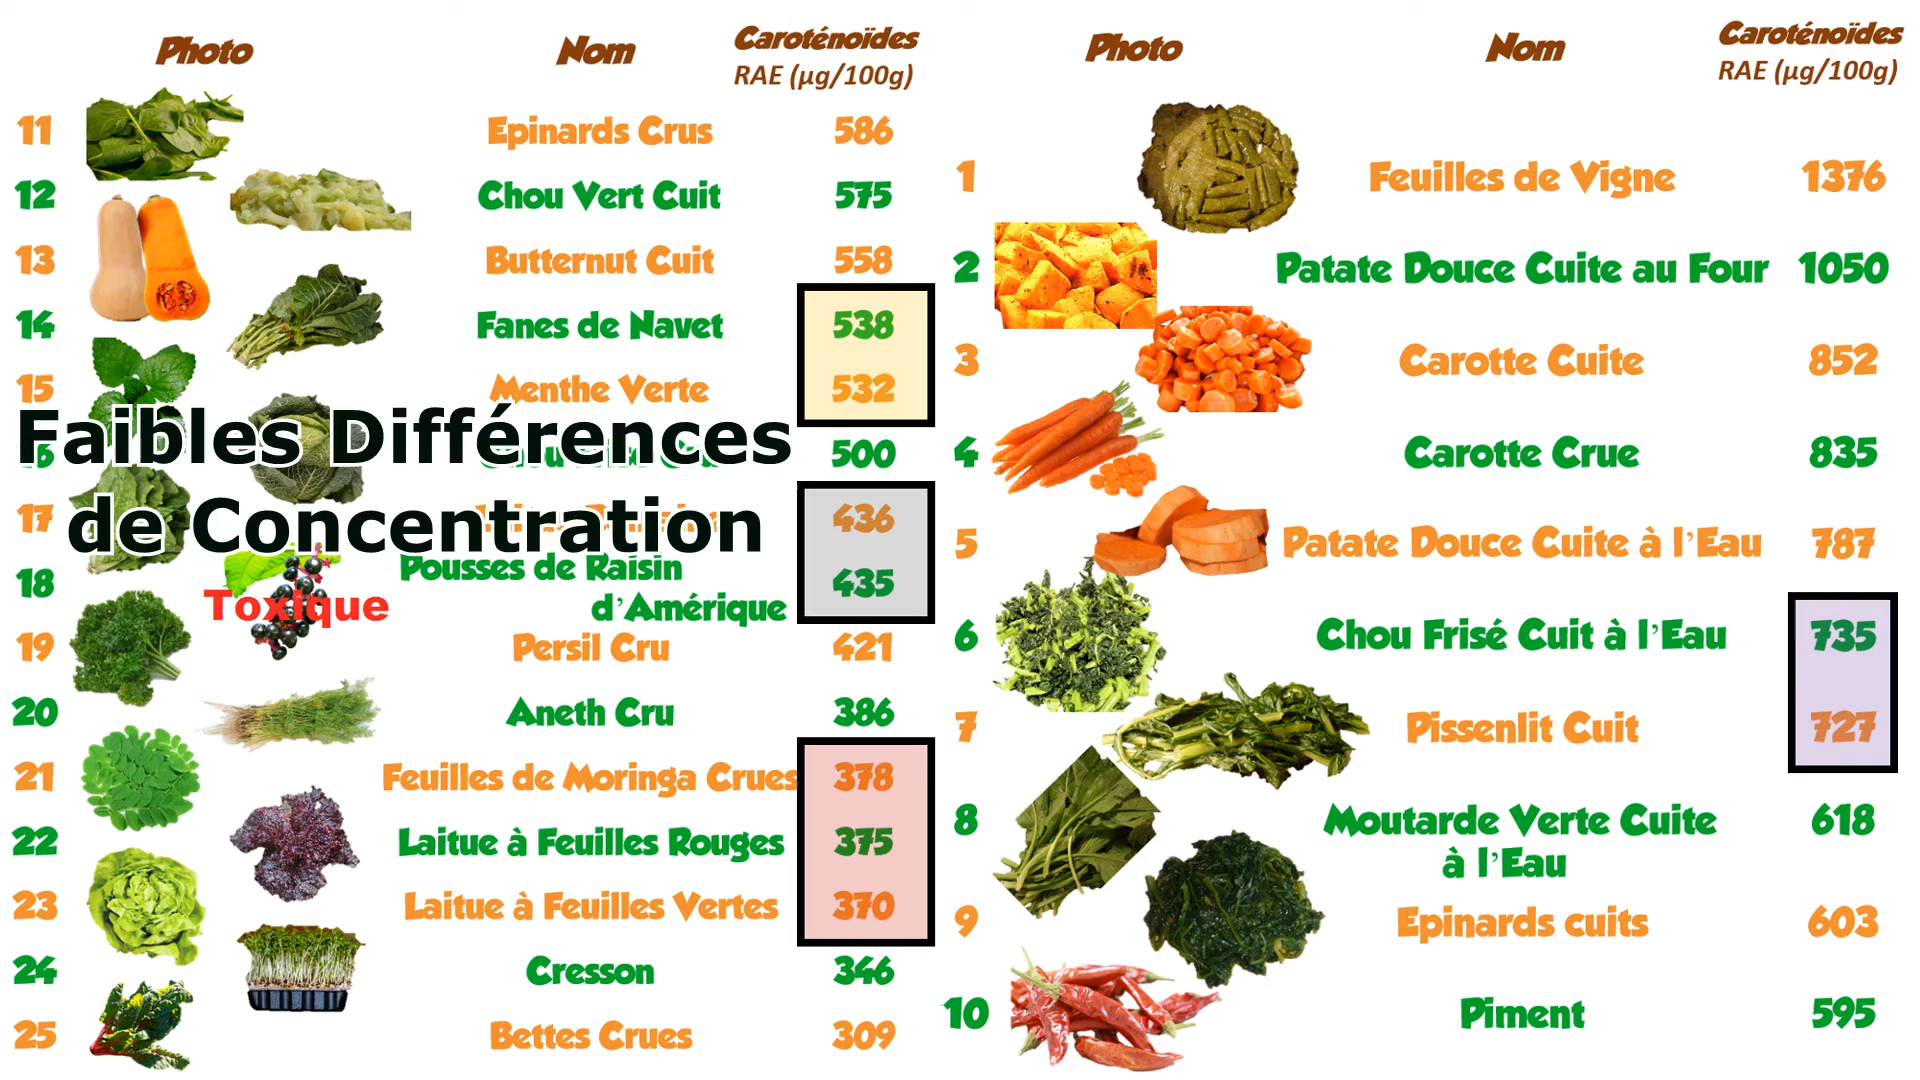 Photo Nom Caroténoïdes
RAE (µg/100g)
11 Epinards Crus 586
12 Chou Vert Cuit 575
13 Butternut Cuit 558
14 Fanes de Navet 538
15 Menthe Verte 532
Faibles Différences
500
de Concentration
17 436
18 Pousses de Raisin
d'Amérique 435
Toxique
19 Persil Cru 421
20 Aneth Cru 386
21 Feuilles de Moringa Crues 378
22 Laitue à Feuilles Rouges 375
23 Laitue à Feuilles Vertes 370
24 Cresson 346
25 Bettes Crues 309
Photo Nom Caroténoïdes
RAE (µg/100g)
1 Feuilles de Vigne 1376
2 Patate Douce Cuite au Four 1050
3 Carotte Cuite 852
4 Carotte Crue 835
5 Patate Douce Cuite à l'Eau 787
6 Chou Frisé Cuit à l'Eau 735
7 Pissenlit Cuit 727
8 Moutarde Verte Cuite 618
à l'Eau
9 Epinards cuits 603
10 Piment 595